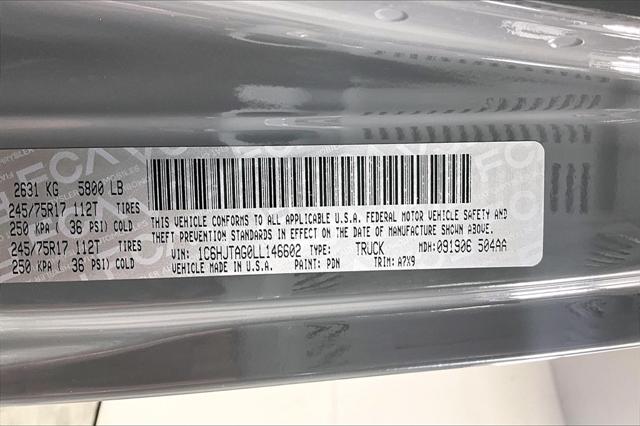 2631 KG 5800 LB
245/75R17 112T TIRES
250 KPA ( 36 PSI) COLD
245/75R17 112T TIRES
250 KPA ( 36 PSI) COLD
THIS VEHICLE CONFORMS TO ALL APPLICABLE U.S.A. FEDERAL MOTOR VEHICLE SAFETY AND
THEFT PREVENTION STANDARDS IN EFFECT ON THE DATE OF MANUFACTURE SHOWN ABOVE.
VIN: 1C6HJTAG0LL146602 TYPE: TRUCK MDH: 091906 504AA
VEHICLE MADE IN U.S.A. PAINT: PDN TRIM: A7X9
FCA